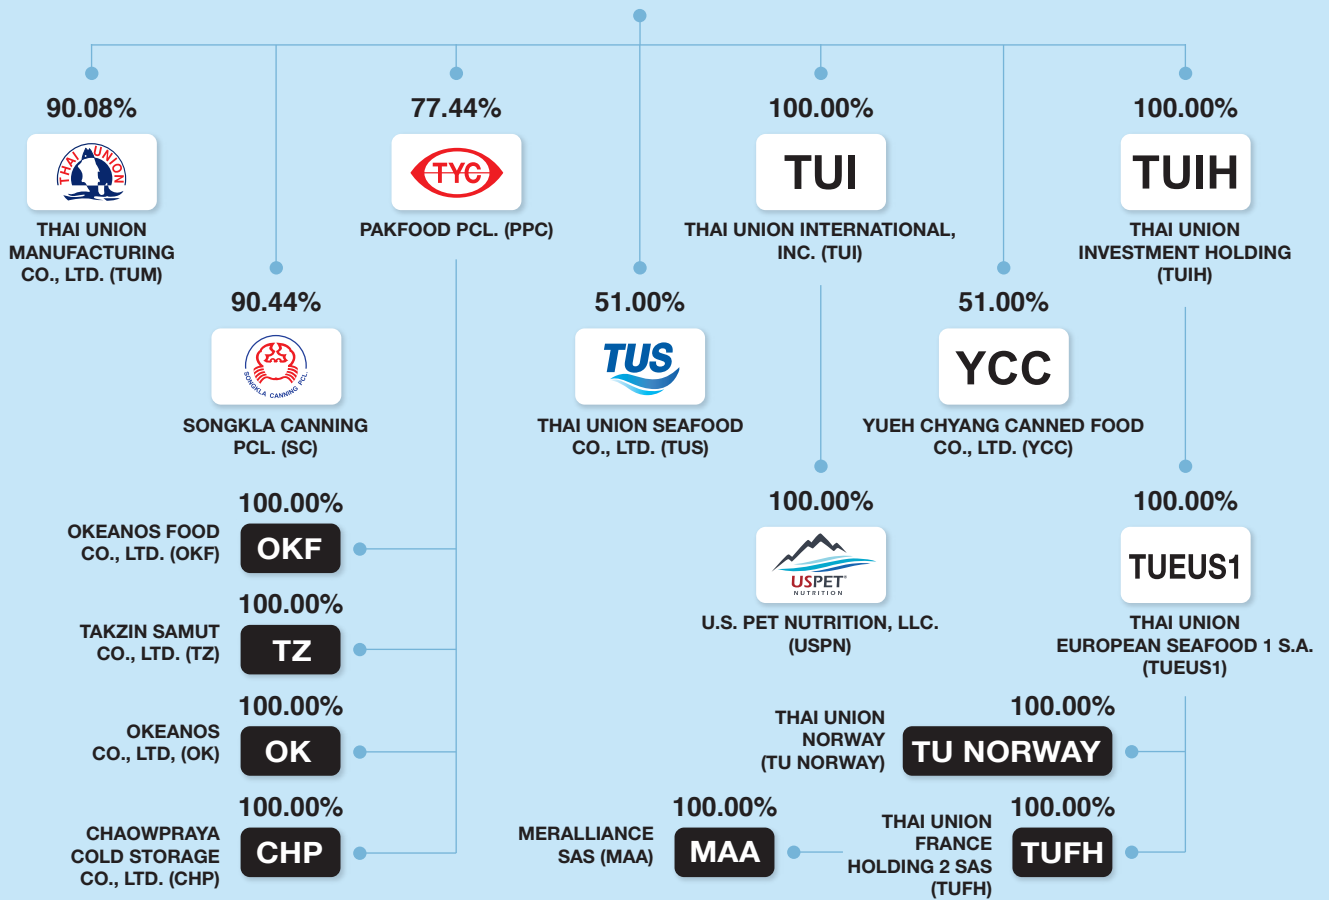 90.08%
THAI UNION
THAI UNION
MANUFACTURING
CO., LTD. (TUM)
77.44%
TYC
PAKFOOD PCL. (PPC)
100.00%
TUI
THAI UNION INTERNATIONAL,
INC. (TUI)
100.00%
TUIH
THAI UNION
INVESTMENT HOLDING
(TUIH)
90.44%
SONGKLA CANNING PCL.
SONGKLA CANNING
PCL. (SC)
51.00%
TUS
THAI UNION SEAFOOD
CO., LTD. (TUS)
51.00%
YCC
YUEH CHYANG CANNED FOOD
CO., LTD. (YCC)
100.00%
OKEANOS FOOD
CO., LTD. (OKF)
OKF
100.00%
TAKZIN SAMUT
CO., LTD. (TZ)
TZ
100.00%
OKEANOS
CO., LTD, (OK)
OK
100.00%
CHAOWPRAYA
COLD STORAGE
CO., LTD. (CHP)
CHP
100.00%
USPET®
NUTRITION
U.S. PET NUTRITION, LLC.
(USPN)
100.00%
TUEUS1
THAI UNION
EUROPEAN SEAFOOD 1 S.A.
(TUEUS1)
100.00%
THAI UNION
NORWAY
(TU NORWAY)
TU NORWAY
100.00%
MERALLIANCE
SAS (MAA)
MAA
100.00%
THAI UNION
FRANCE
HOLDING 2 SAS
(TUFH)
TUFH